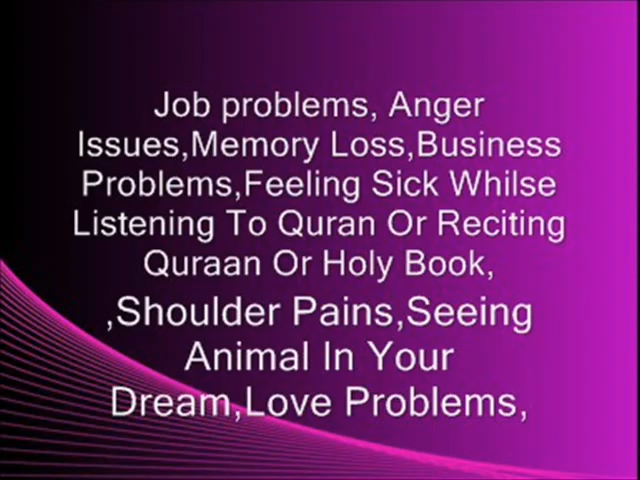 Job problems, Anger
Issues,Memory Loss,Business
Problems,Feeling Sick Whilse
Listening To Quran Or Reciting
Quraan Or Holy Book,
,Shoulder Pains,Seeing
Animal In Your
Dream,Love Problems,